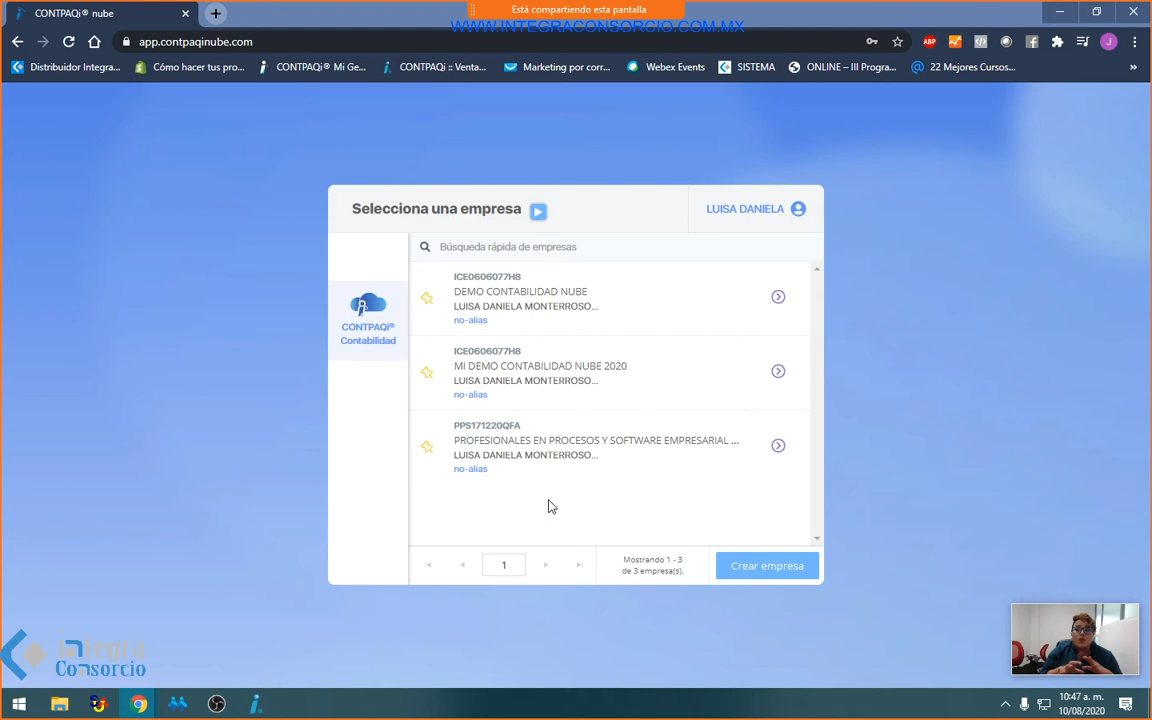 CONTPAQi® nube
Está compartiendo esta pantalla
WWW.INTEGRACONSORCIO.COM.MX
app.contpaqinube.com
ABP
J
Distribuidor Integra...
Cómo hacer tus pro...
CONTPAQi® Mi Ge...
CONTPAQi :: Venta...
Marketing por corr...
Webex Events
SISTEMA
ONLINE – III Progra...
22 Mejores Cursos...
»
Selecciona una empresa
LUISA DANIELA
Búsqueda rápida de empresas
CONTPAQi®
Contabilidad
ICE0606077H8
DEMO CONTABILIDAD NUBE
LUISA DANIELA MONTERROSO...
no-alias
ICE0606077H8
MI DEMO CONTABILIDAD NUBE 2020
LUISA DANIELA MONTERROSO...
no-alias
PPS171220QFA
PROFESIONALES EN PROCESOS Y SOFTWARE EMPRESARIAL ...
LUISA DANIELA MONTERROSO...
no-alias
1
Mostrando 1 - 3
de 3 empresa(s).
Crear empresa
Integra
Consorcio
10:47 a. m.
10/08/2020